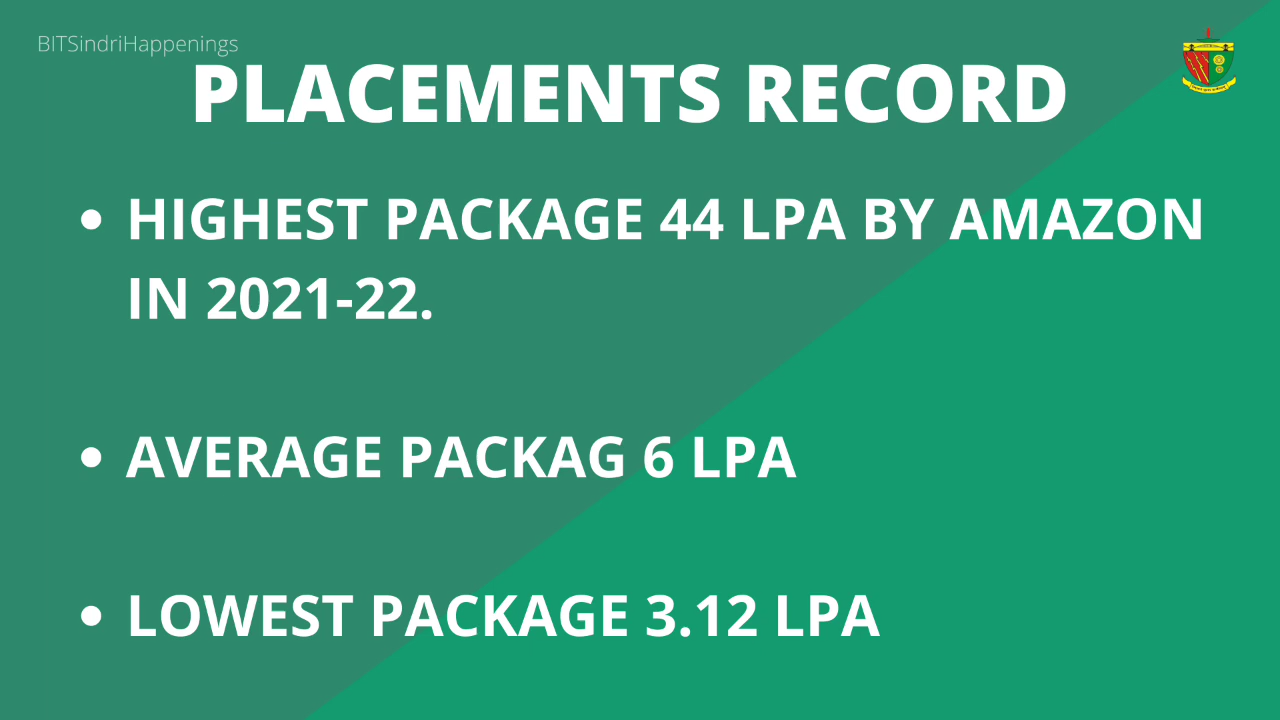 BITSindriHappenings
PLACEMENTS RECORD
• HIGHEST PACKAGE 44 LPA BY AMAZON
IN 2021-22.
• AVERAGE PACKAG 6 LPA
• LOWEST PACKAGE 3.12 LPA